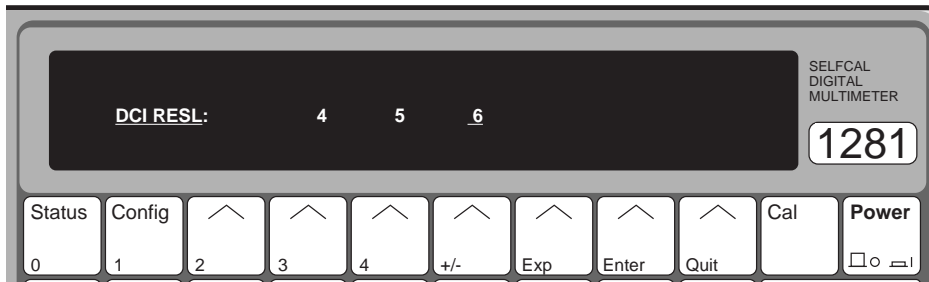 SELFCAL
DIGITAL
MULTIMETER
DCI RESL: 4 5 6
1281
Status Config Cal Power
0 1 2 3 4 +/- Exp Enter Quit